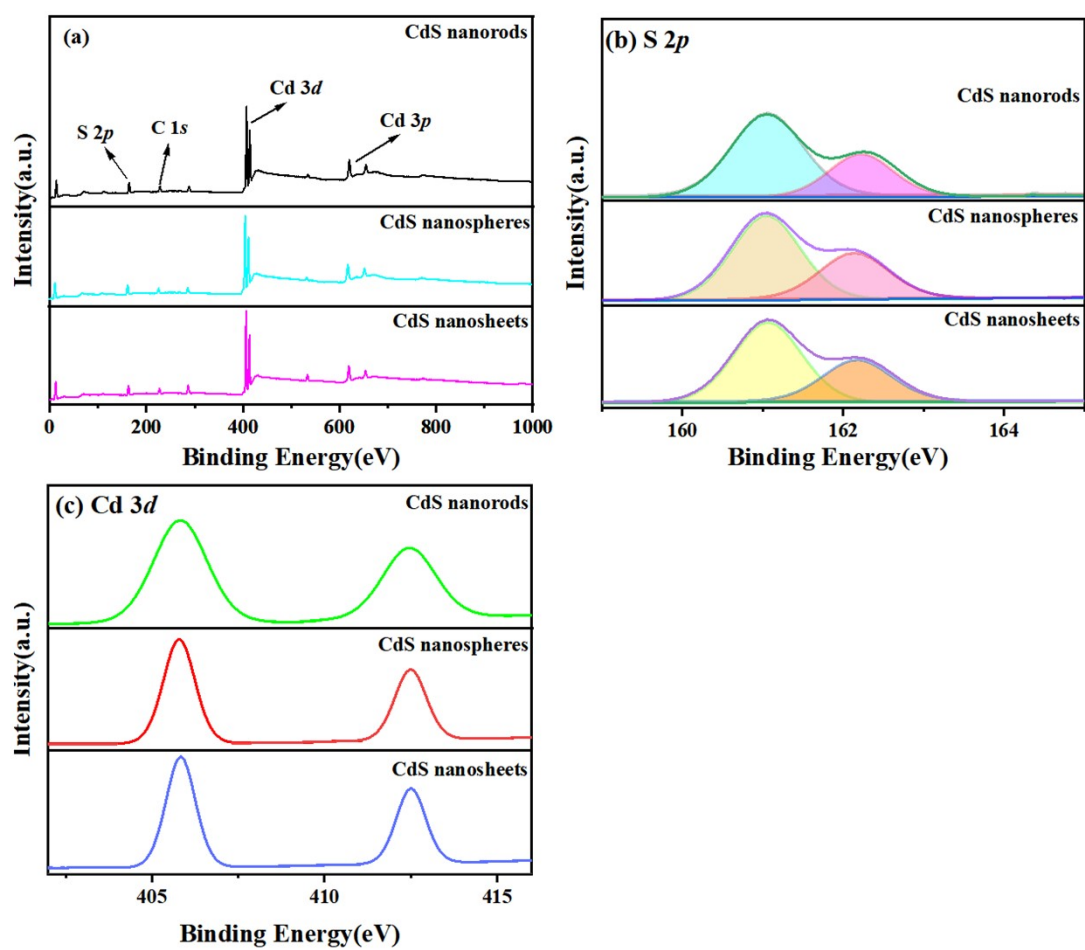 (a)
CdS nanorods
Cd 3d
Cd 3p
S 2p
C 1s
CdS nanospheres
CdS nanosheets
Intensity(a.u.)
0 200 400 600 800 1000
Binding Energy(eV)
(b) S 2p
CdS nanorods
CdS nanospheres
CdS nanosheets
Intensity(a.u.)
160 162 164
Binding Energy(eV)
(c) Cd 3d
CdS nanorods
CdS nanospheres
CdS nanosheets
Intensity(a.u.)
405 410 415
Binding Energy(eV)